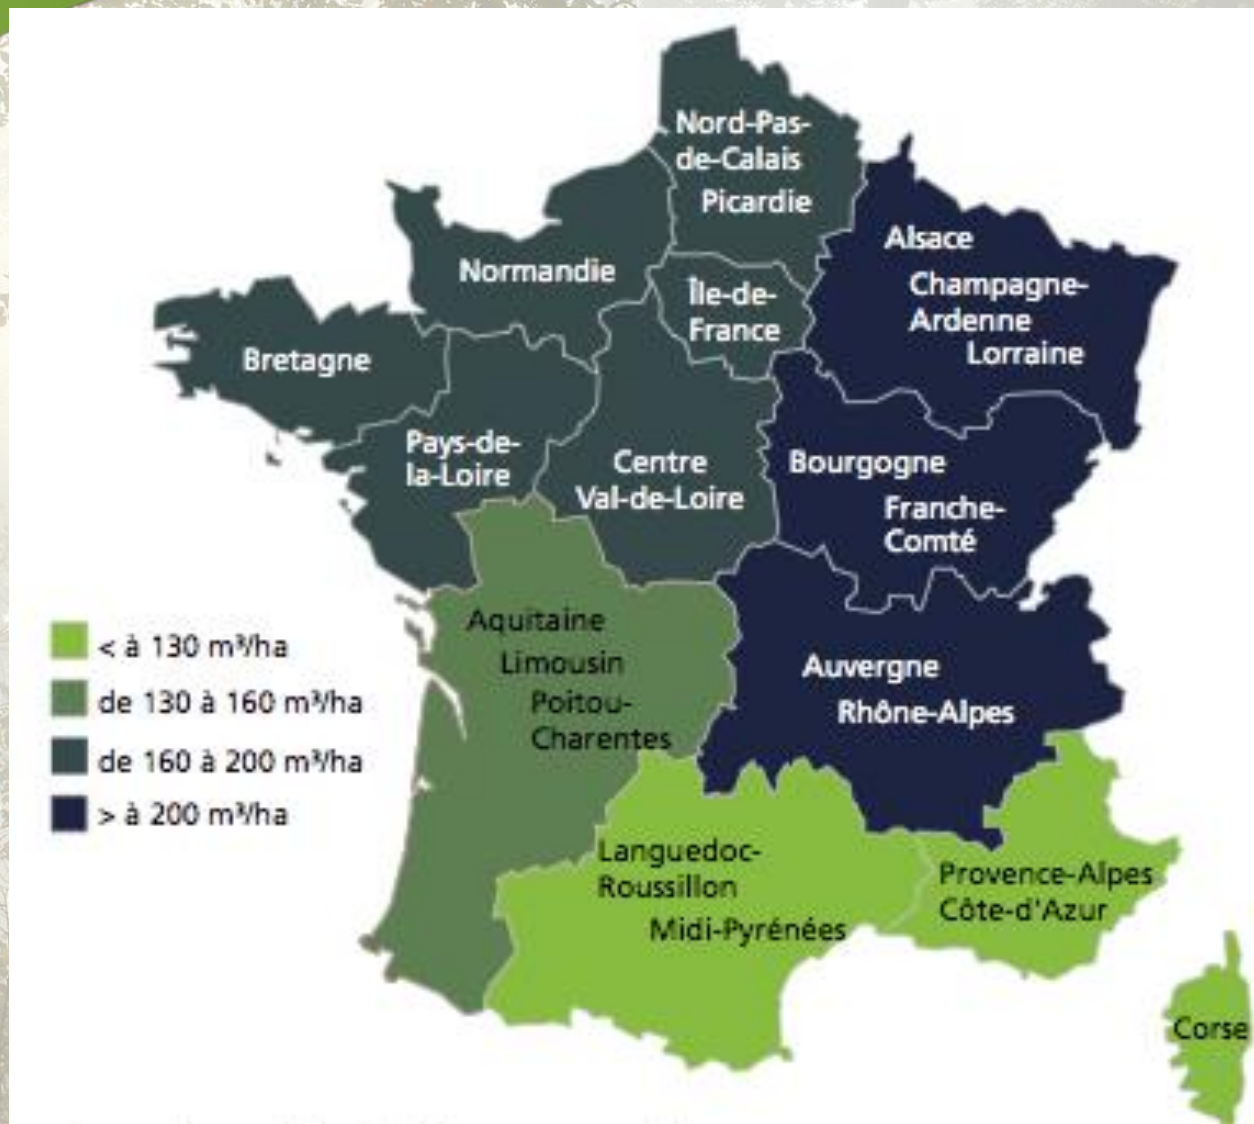 Nord-Pas-
de-Calais
Picardie
Alsace
Champagne-
Ardenne
Lorraine
Normandie
Île-de-
France
Bretagne
Pays-de-
la-Loire
Centre
Val-de-Loire
Bourgogne
Franche-
Comté
Aquitaine
Limousin
Poitou-
Charentes
Auvergne
Rhône-Alpes
< à 130 m³/ha
de 130 à 160 m³/ha
de 160 à 200 m³/ha
> à 200 m³/ha
Languedoc-
Roussillon
Midi-Pyrénées
Provence-Alpes
Côte-d'Azur
Corse